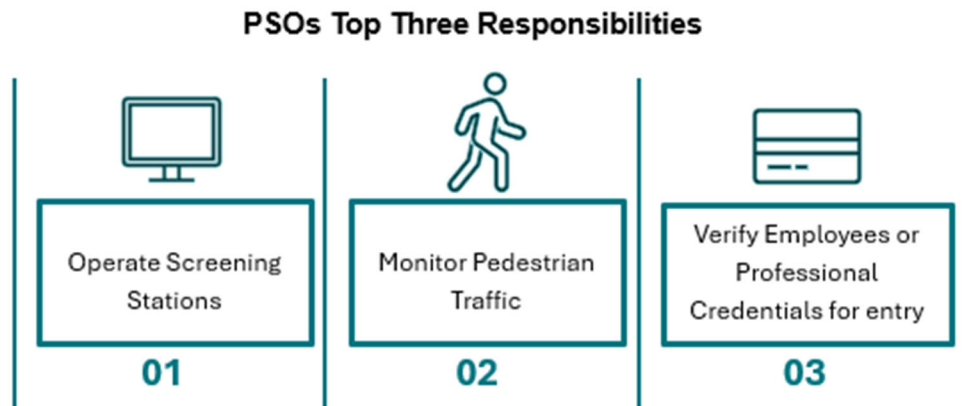 PSOs Top Three Responsibilities
Operate Screening
Stations
01
Monitor Pedestrian
Traffic
02
Verify Employees or
Professional
Credentials for entry
03